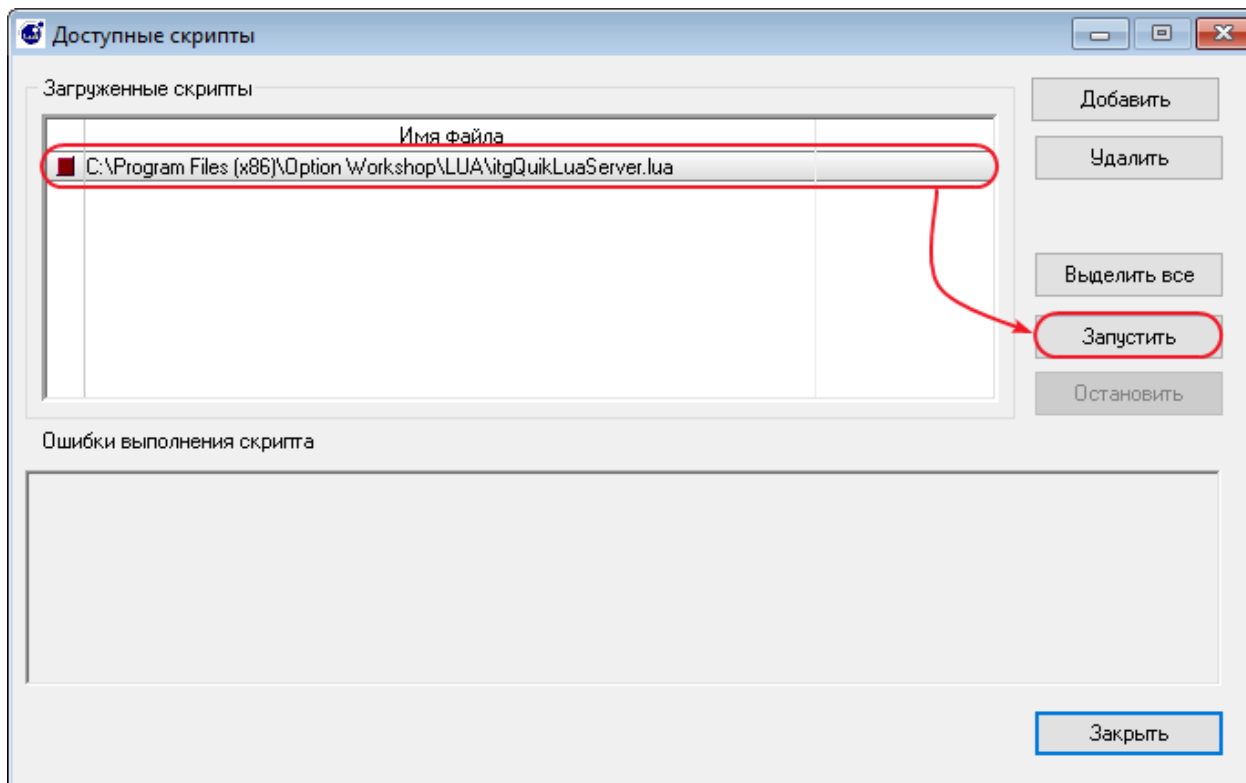 Доступные скрипты
Загруженные скрипты
Имя файла
C:\Program Files (x86)\Option Workshop\LUA\itgQuikLuaServer.lua
Добавить
Удалить
Выделить все
Запустить
Остановить
Ошибки выполнения скрипта
Закрыть